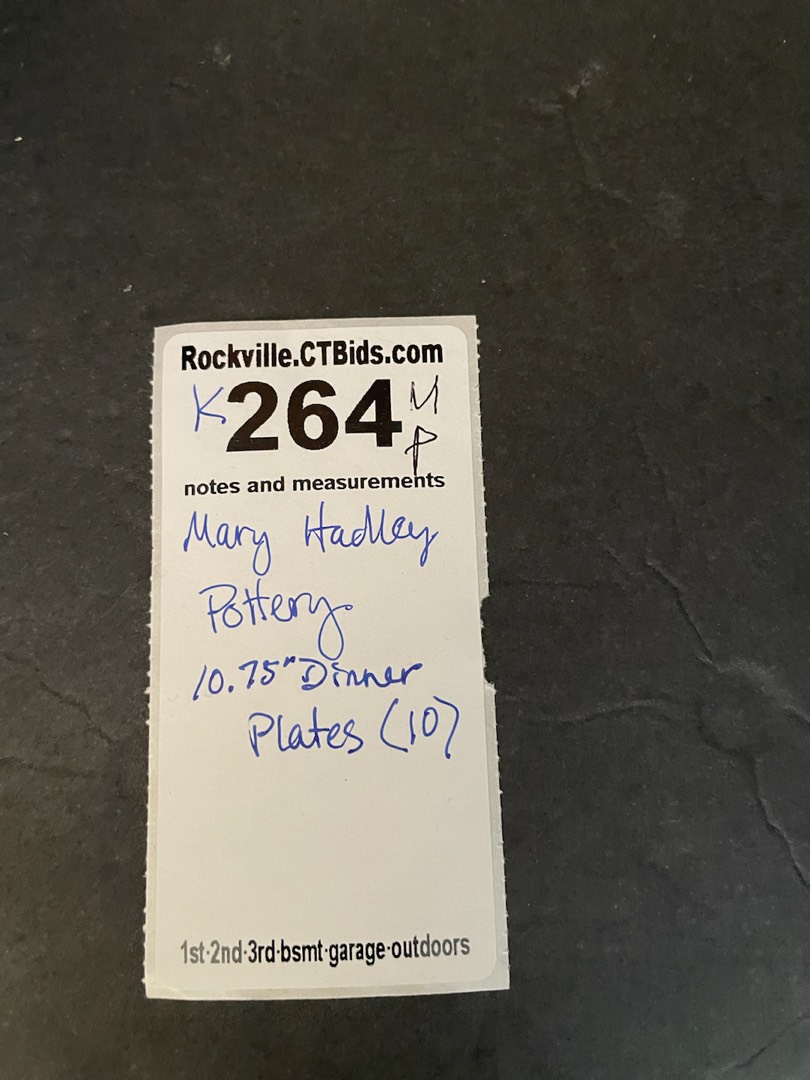 Rockville.CTBids.com
K 264 M
P
notes and measurements
Mary Hadley
Pottery
10.75" Dinner
Plates (10)
1st·2nd·3rd·bsmt·garage·outdoors